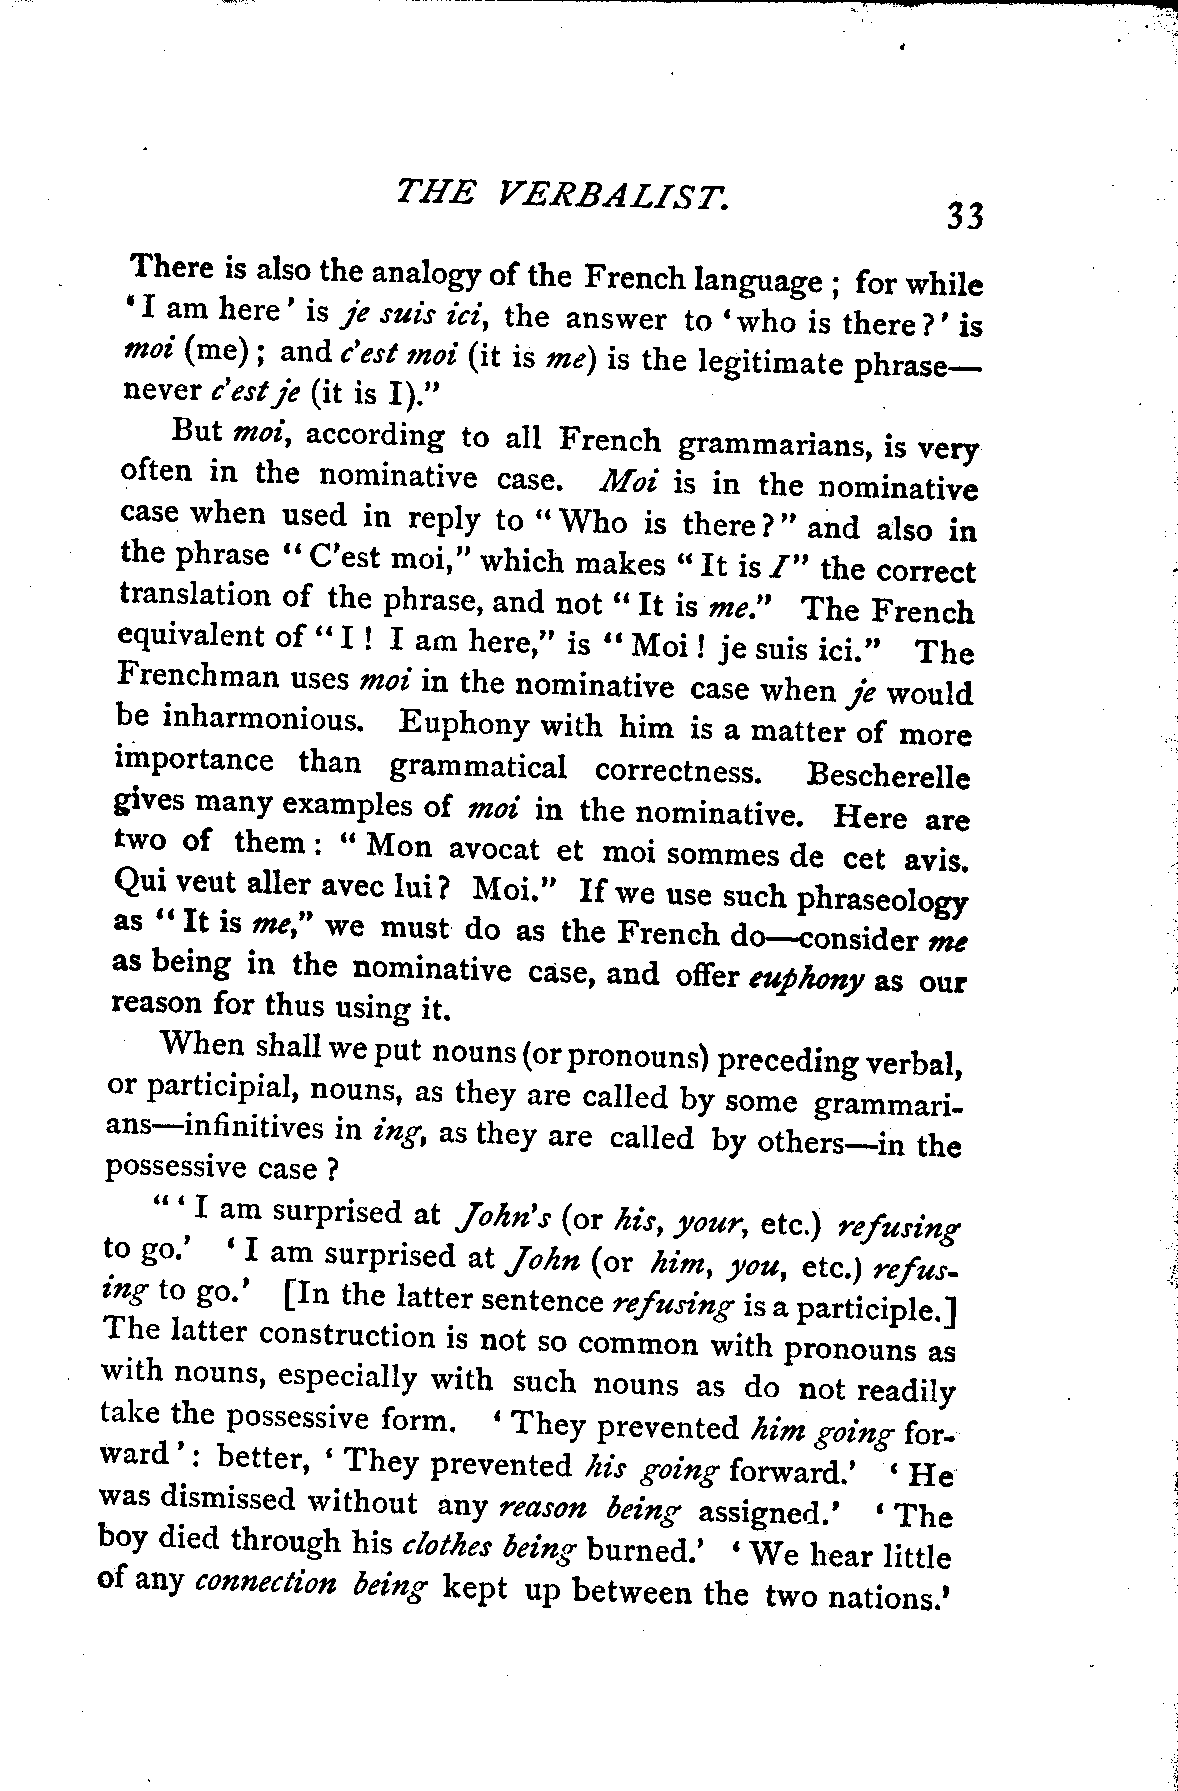 THE VERBALIST.
33
There is also the analogy of the French language ; for while
‘I am here’ is je suis ici, the answer to ‘who is there?’ is
moi (me) ; and c’est moi (it is me) is the legitimate phrase—
never c’est je (it is I).”
But moi, according to all French grammarians, is very
often in the nominative case. Moi is in the nominative
case when used in reply to “Who is there?” and also in
the phrase “C’est moi,” which makes “It is I” the correct
translation of the phrase, and not “It is me.” The French
equivalent of “I ! I am here,” is “Moi ! je suis ici.” The
Frenchman uses moi in the nominative case when je would
be inharmonious. Euphony with him is a matter of more
importance than grammatical correctness. Bescherelle
gives many examples of moi in the nominative. Here are
two of them : “Mon avocat et moi sommes de cet avis.
Qui veut aller avec lui? Moi.” If we use such phraseology
as “It is me,” we must do as the French do—consider me
as being in the nominative case, and offer euphony as our
reason for thus using it.
When shall we put nouns (or pronouns) preceding verbal,
or participial, nouns, as they are called by some grammari-
ans—infinitives in ing, as they are called by others—in the
possessive case ?
“‘I am surprised at John’s (or his, your, etc.) refusing
to go.’ ‘I am surprised at John (or him, you, etc.) refus-
ing to go.’ [In the latter sentence refusing is a participle.]
The latter construction is not so common with pronouns as
with nouns, especially with such nouns as do not readily
take the possessive form. ‘They prevented him going for-
ward’: better, ‘They prevented his going forward.’ ‘He
was dismissed without any reason being assigned.’ ‘The
boy died through his clothes being burned.’ ‘We hear little
of any connection being kept up between the two nations.’